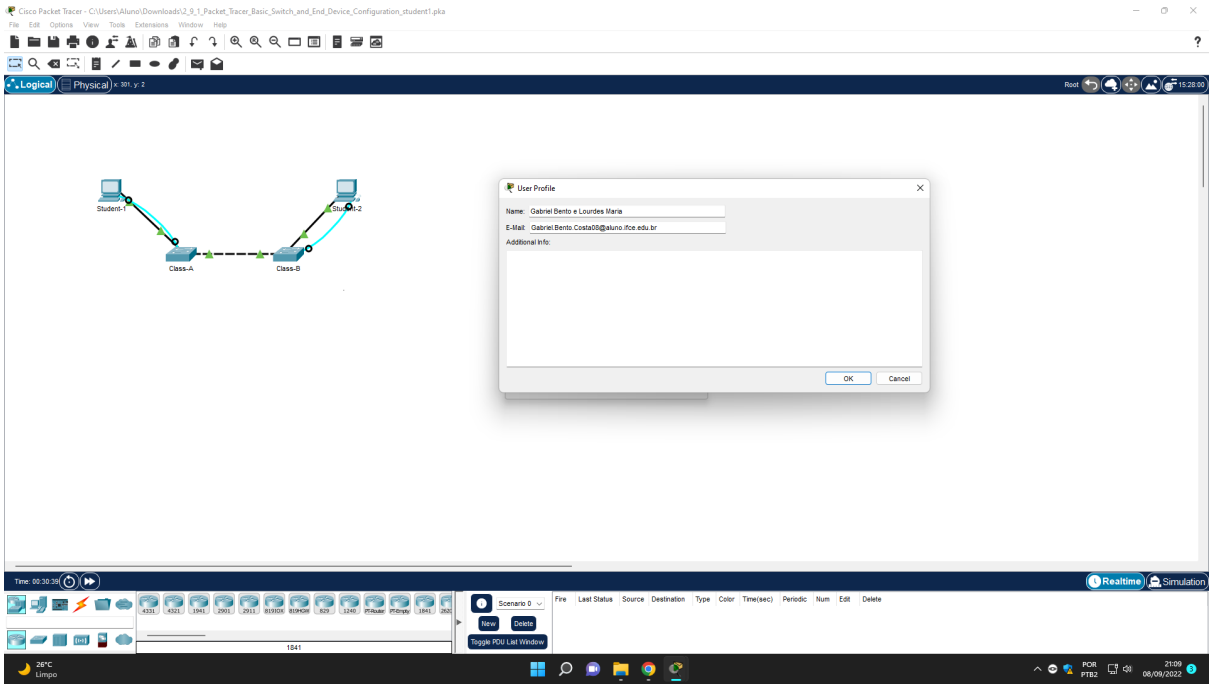 Cisco Packet Tracer - C:\Users\Aluno\Downloads\2_9_1_Packet_Tracer_Basic_Switch_and_End_Device_Configuration_student1.pka
File Edit Options View Tools Extensions Window Help
?
Logical Physical x: 301, y: 2 Root 15:28:00
User Profile
Name: Gabriel Bento e Lourdes Maria
E-Mail: Gabriel.Bento.Costa08@aluno.ifce.edu.br
Additional Info:
OK Cancel
Student-1 Student-2
Class-A Class-B
Time: 00:30:39 Realtime Simulation
4331 4321 1941 2901 2911 819IOX 819HGW 829 1240 PT-Router PT-Empty 1841
1841
Scenario 0
New Delete
Toggle PDU List Window
Fire Last Status Source Destination Type Color Time(sec) Periodic Num Edit Delete
26°C
Limpo
POR
PTB2
21:09
08/09/2022
3